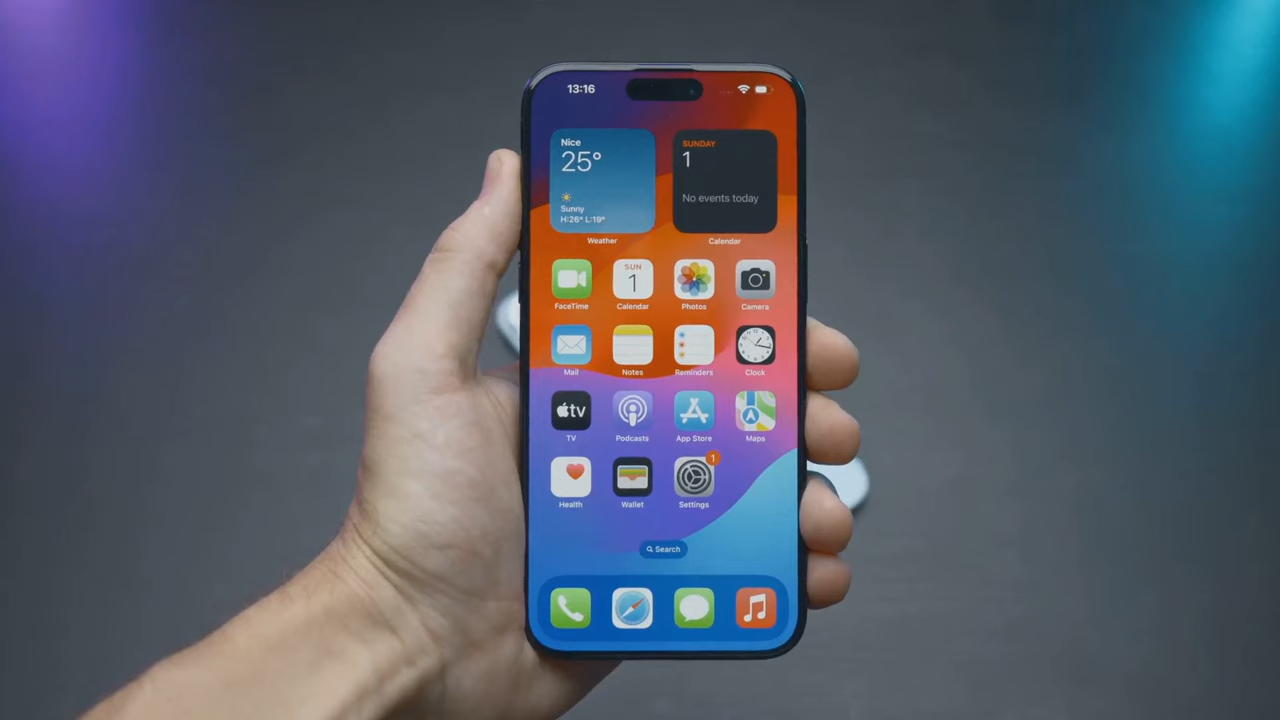 13:16
Nice
25°
Sunny
H:26° L:19°
Weather
SUNDAY
1
No events today
Calendar
SUN
1
FaceTime
Calendar
Photos
Camera
Mail
Notes
Reminders
Clock
tv
TV
Podcasts
App Store
Maps
1
Health
Wallet
Settings
Search